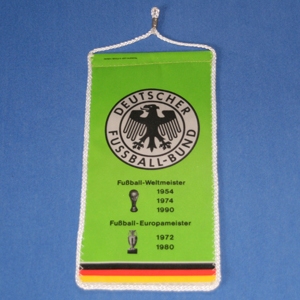 DEUTSCHER
FUSSBALL-BUND
Fußball-Weltmeister
1954
1974
1990
Fußball-Europameister
1972
1980